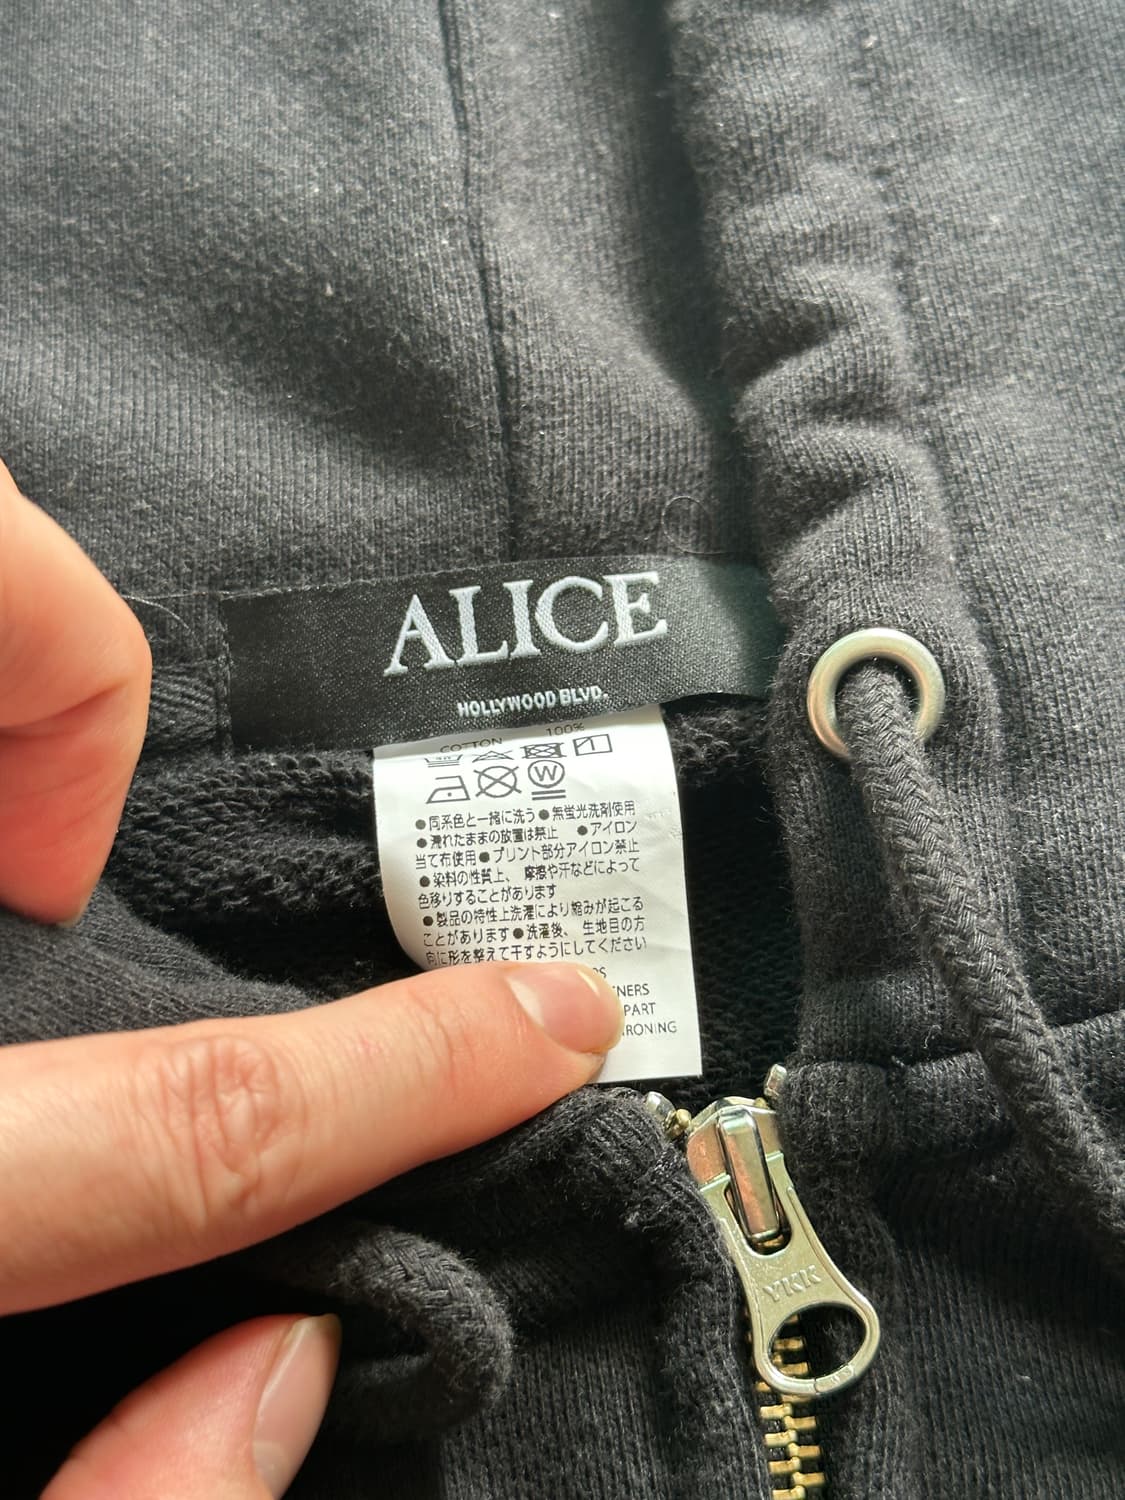 ALICE
HOLLYWOOD BLVD.
COTTON 100%
W
●同系色と一緒に洗う●無蛍光洗剤使用
●濡れたままの放置は禁止 ●アイロン
当て布使用●プリント部分アイロン禁止
●染料の性質上、摩擦や汗などによって
色移りすることがあります
●製品の特性上洗濯により縮みが起こる
ことがあります●洗濯後、生地目の方
向に形を整えて干すようにしてください
PART
IRONING
YKK